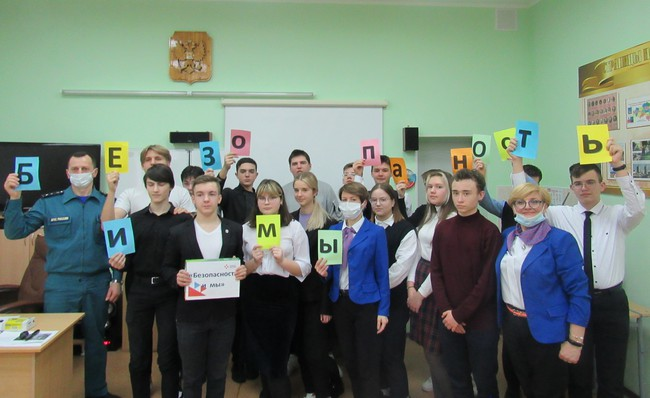 Б Е З О П А Н О С Т Ь
И М Ы
«Безопасность
и мы»